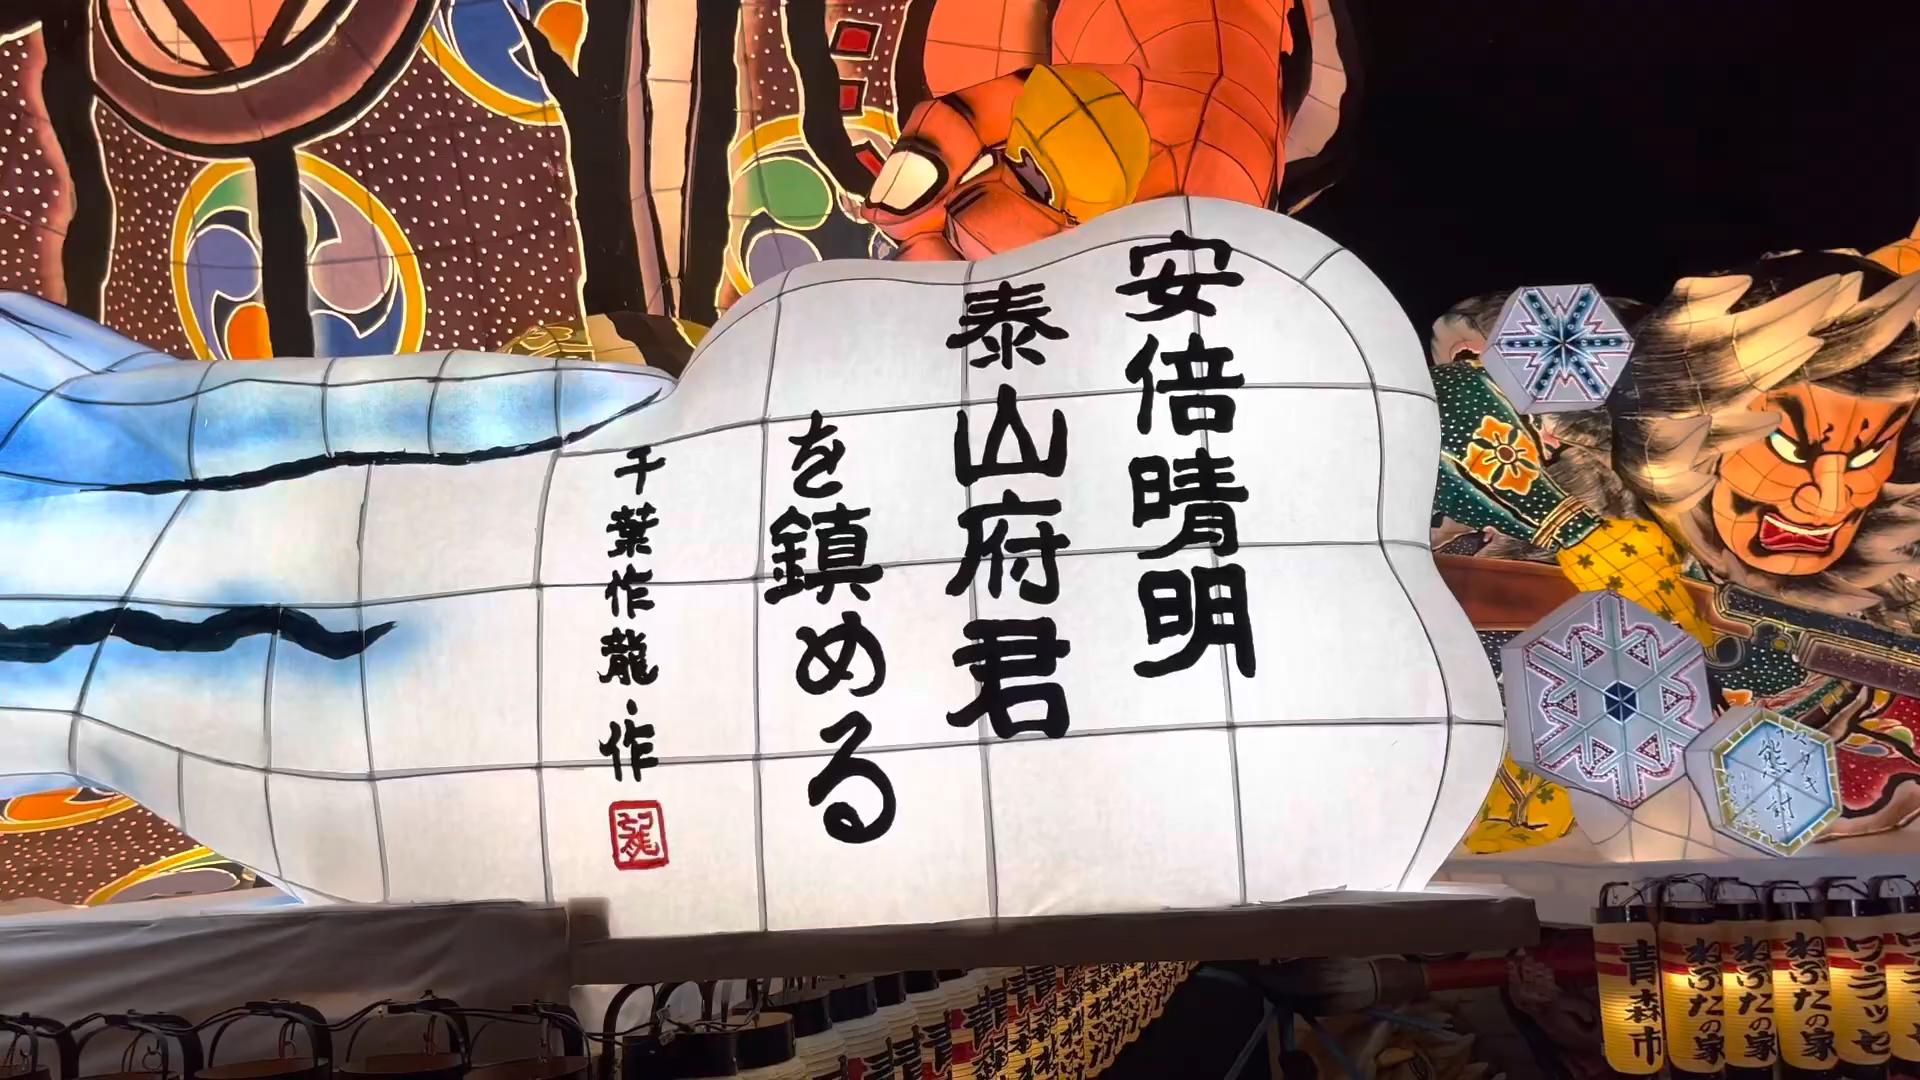 安倍晴明
泰山府君
を鎮める
千葉作龍・作
青森市
ねぶたの家
ねぶたの家
ねぶたの家
ワラッセ